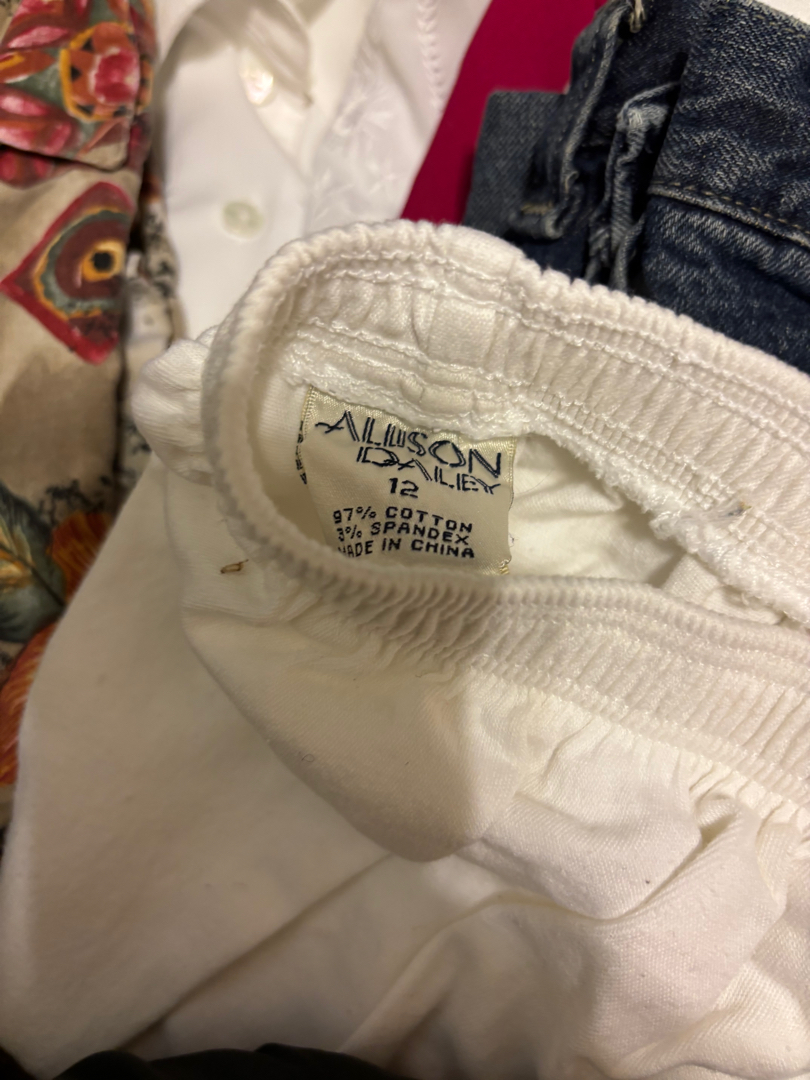 ALLISON
DALEY
12
97% COTTON
3% SPANDEX
MADE IN CHINA